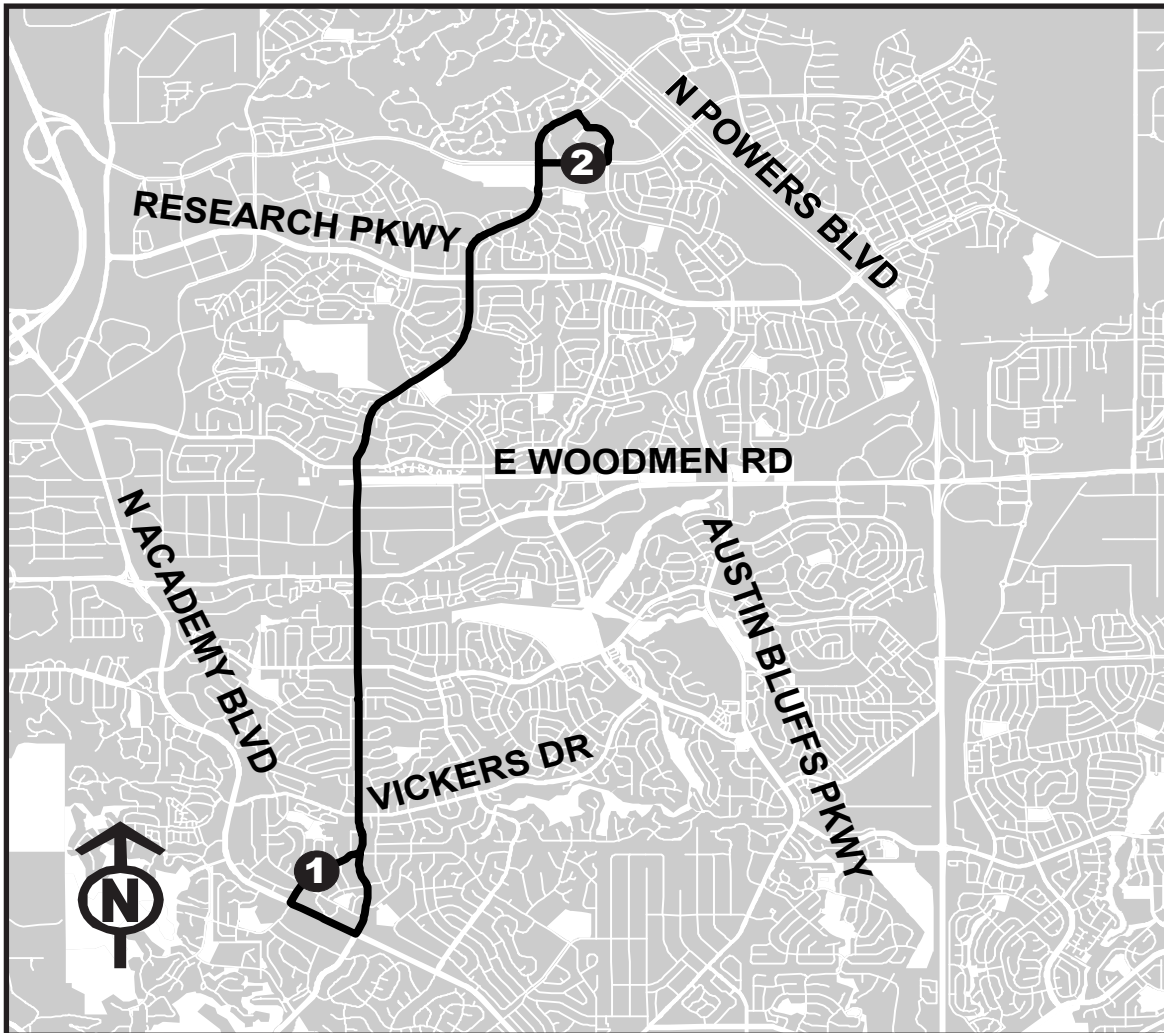 N POWERS BLVD
2
RESEARCH PKWY
E WOODMEN RD
N ACADEMY BLVD
AUSTIN BLUFFS PKWY
VICKERS DR
1
N